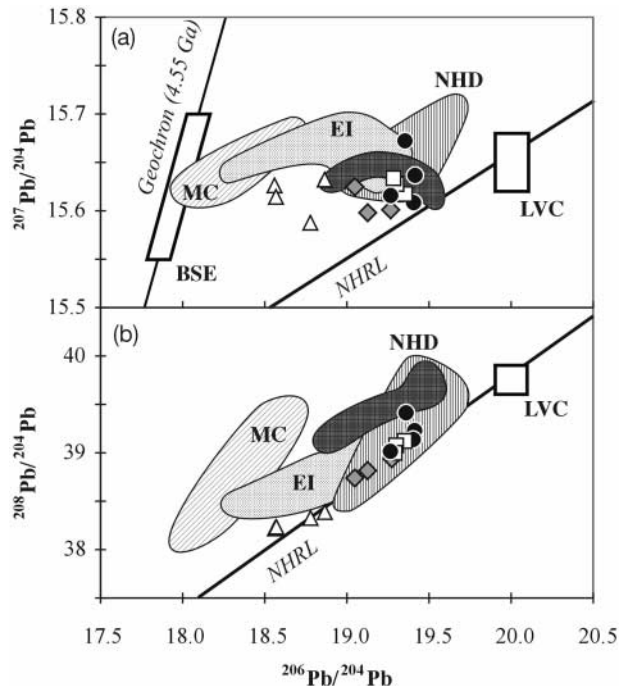 15.8
(a)
Geochron (4.55 Ga)
NHD
15.7
EI
²⁰⁷Pb/²⁰⁴Pb
MC
15.6
LVC
BSE
NHRL
15.5
(b)
NHD
40
LVC
MC
²⁰⁸Pb/²⁰⁴Pb
39
EI
38
NHRL
17.5 18.0 18.5 19.0 19.5 20.0 20.5
²⁰⁶Pb/²⁰⁴Pb